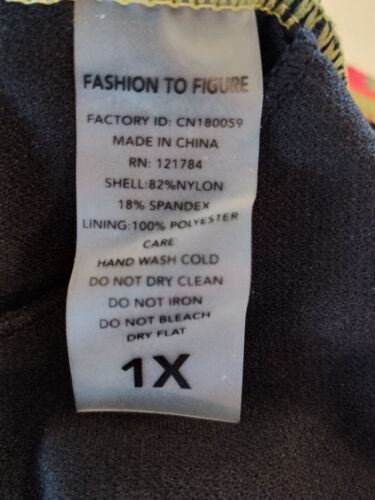 FASHION TO FIGURE
FACTORY ID: CN180059
MADE IN CHINA
RN: 121784
SHELL:82%NYLON
18% SPANDEX
LINING:100% POLYESTER
CARE:
HAND WASH COLD
DO NOT DRY CLEAN
DO NOT IRON
DO NOT BLEACH
DRY FLAT
1X